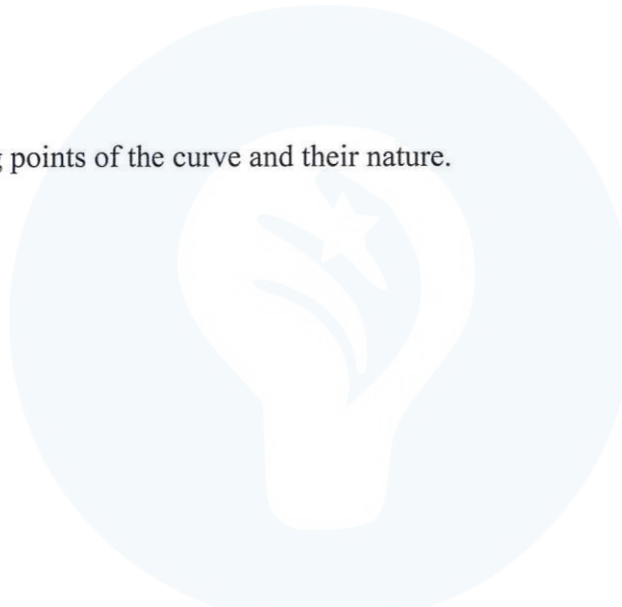 points of the curve and their nature.